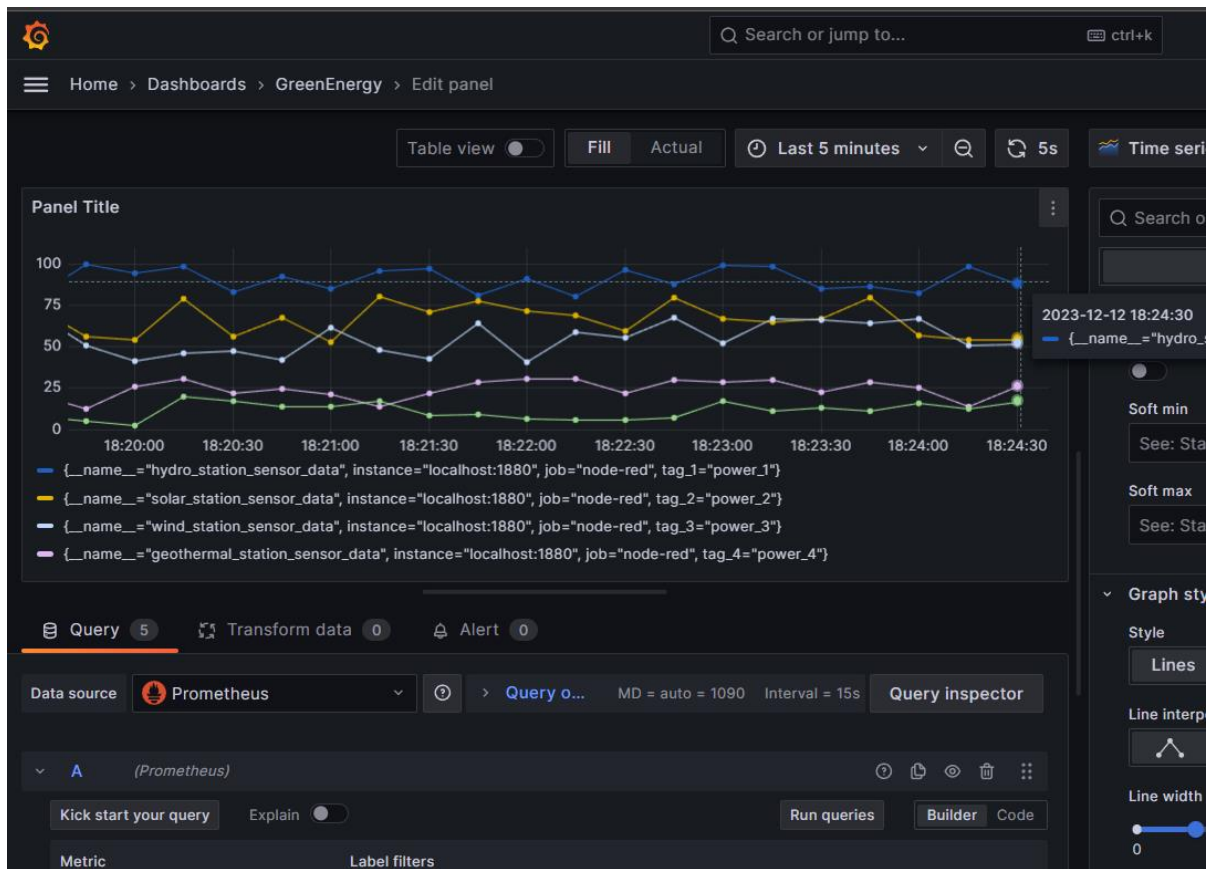 Search or jump to... ctrl+k
Home › Dashboards › GreenEnergy › Edit panel
Table view Fill Actual Last 5 minutes 5s Time seri
Panel Title
Search o
100
75
50
25
0
18:20:00 18:20:30 18:21:00 18:21:30 18:22:00 18:22:30 18:23:00 18:23:30 18:24:00 18:24:30
2023-12-12 18:24:30
{__name__="hydro_s
{__name__="hydro_station_sensor_data", instance="localhost:1880", job="node-red", tag_1="power_1"}
{__name__="solar_station_sensor_data", instance="localhost:1880", job="node-red", tag_2="power_2"}
{__name__="wind_station_sensor_data", instance="localhost:1880", job="node-red", tag_3="power_3"}
{__name__="geothermal_station_sensor_data", instance="localhost:1880", job="node-red", tag_4="power_4"}
Soft min
See: Sta
Soft max
See: Sta
Graph sty
Style
Lines
Line interp
Line width
0
Query 5 Transform data 0 Alert 0
Data source Prometheus › Query o... MD = auto = 1090 Interval = 15s Query inspector
A (Prometheus)
Kick start your query Explain Run queries Builder Code
Metric Label filters